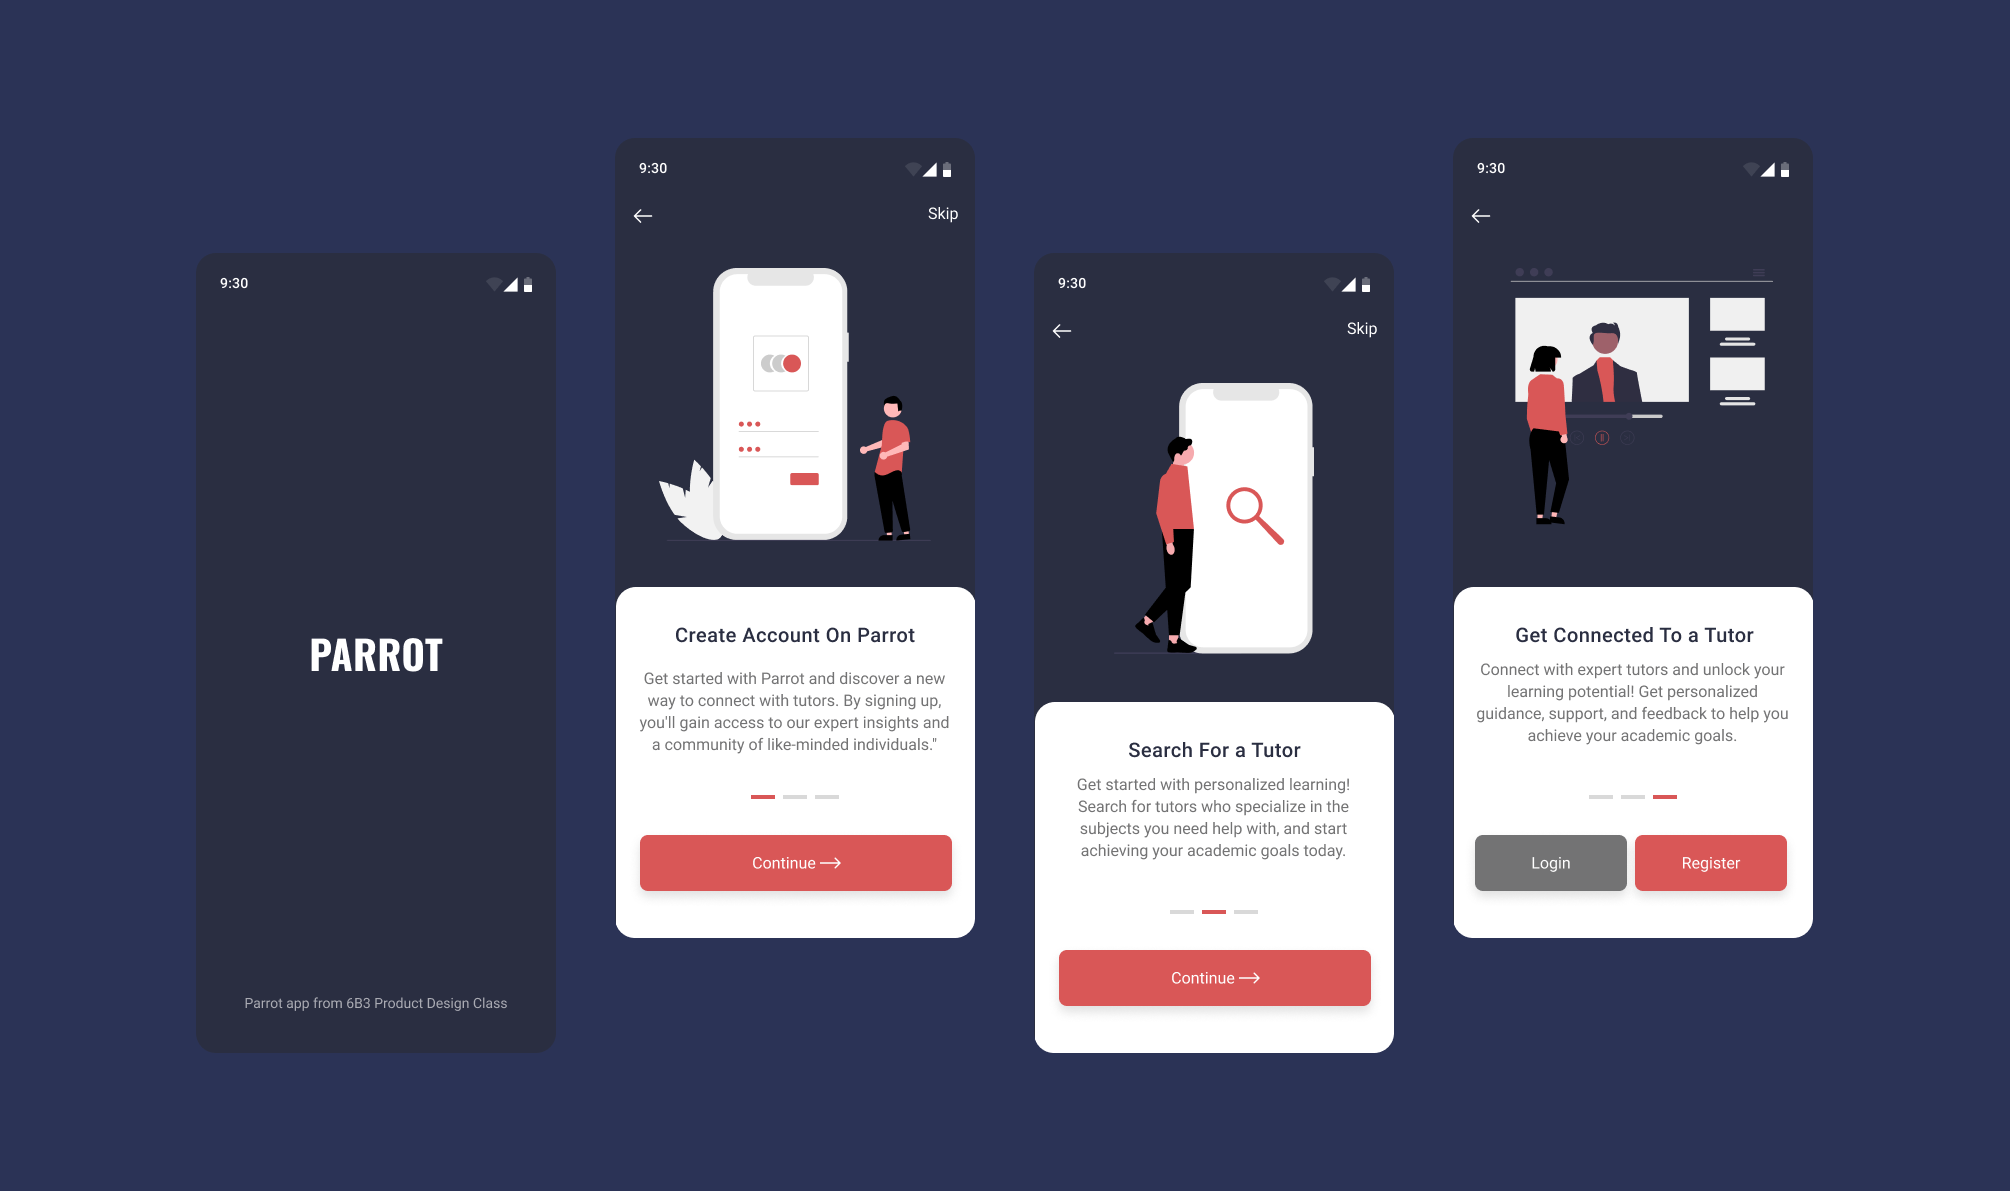 9:30
PARROT
Parrot app from 6B3 Product Design Class
9:30
Skip
Create Account On Parrot
Get started with Parrot and discover a new
way to connect with tutors. By signing up,
you'll gain access to our expert insights and
a community of like-minded individuals."
Continue
9:30
Skip
Search For a Tutor
Get started with personalized learning!
Search for tutors who specialize in the
subjects you need help with, and start
achieving your academic goals today.
Continue
9:30
Get Connected To a Tutor
Connect with expert tutors and unlock your
learning potential! Get personalized
guidance, support, and feedback to help you
achieve your academic goals.
Login
Register